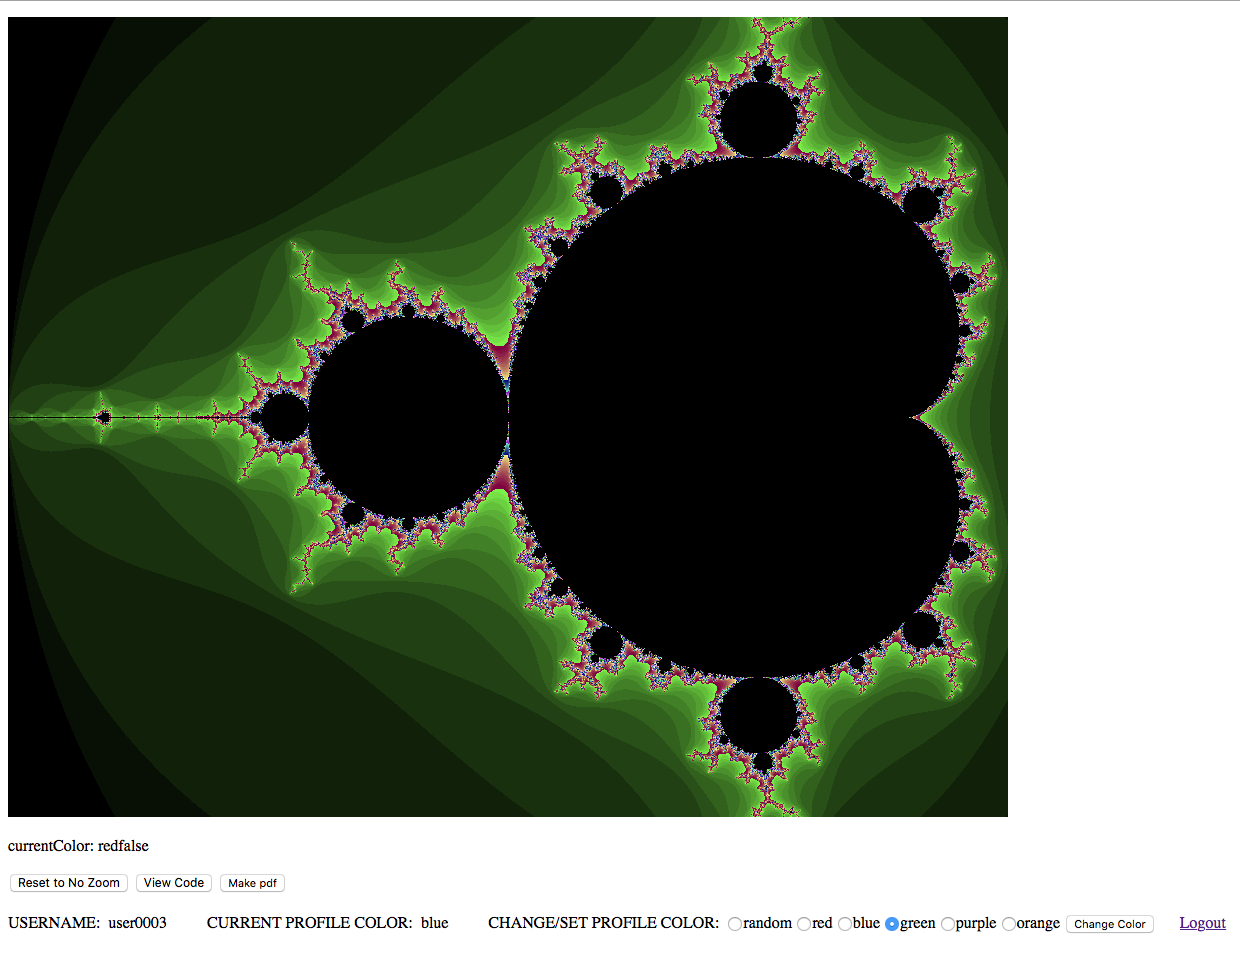 currentColor: redfalse
Reset to No Zoom View Code Make pdf
USERNAME: user0003 CURRENT PROFILE COLOR: blue CHANGE/SET PROFILE COLOR: random red blue green purple orange Change Color Logout